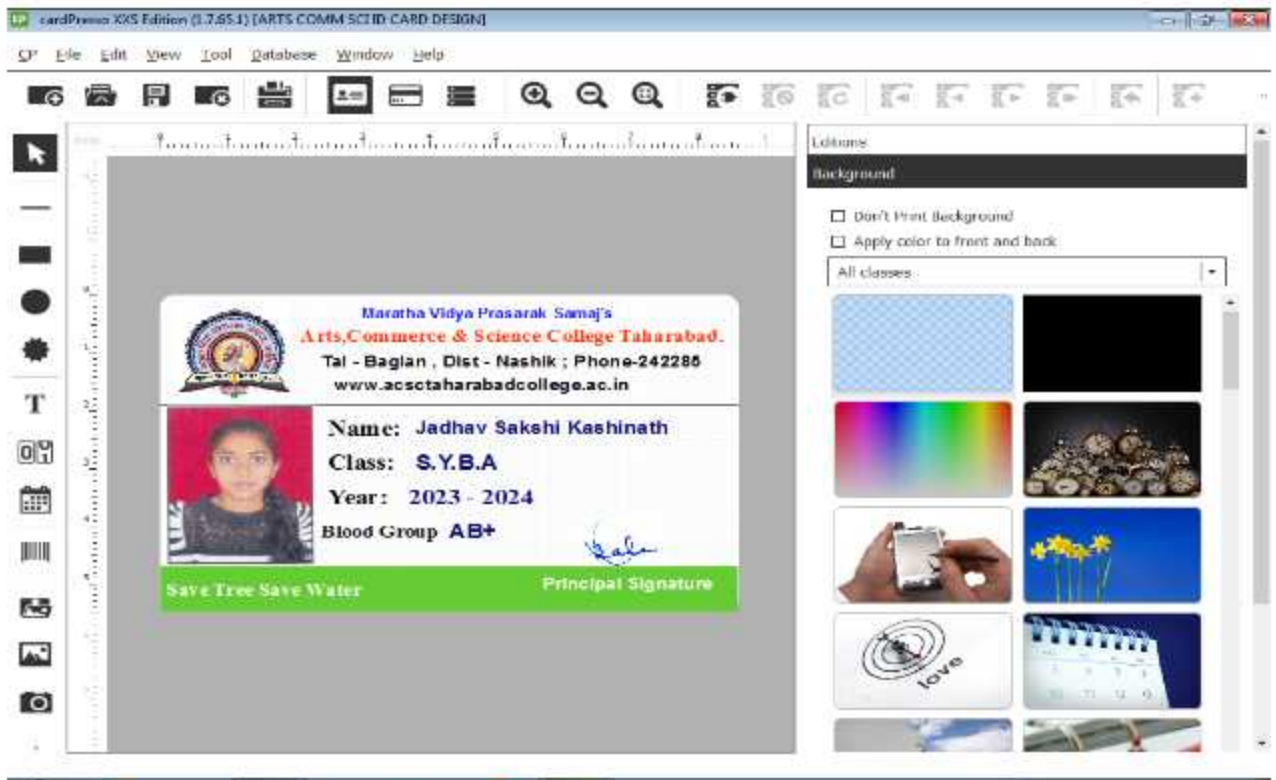 cardPresso XXS Edition (1.7.65.1) [ARTS COMM SCI ID CARD DESIGN]
CP File Edit View Tool Database Window Help
Editions
Background
Don't Print Background
Apply color to front and back
All classes
Maratha Vidya Prasarak Samaj's
Arts,Commerce & Science College Taharabad.
Tal - Baglan , Dist - Nashik ; Phone-242285
www.acsctaharabadcollege.ac.in
Name: Jadhav Sakshi Kashinath
Class: S.Y.B.A
Year: 2023 - 2024
Blood Group AB+
Save Tree Save Water
Principal Signature
love